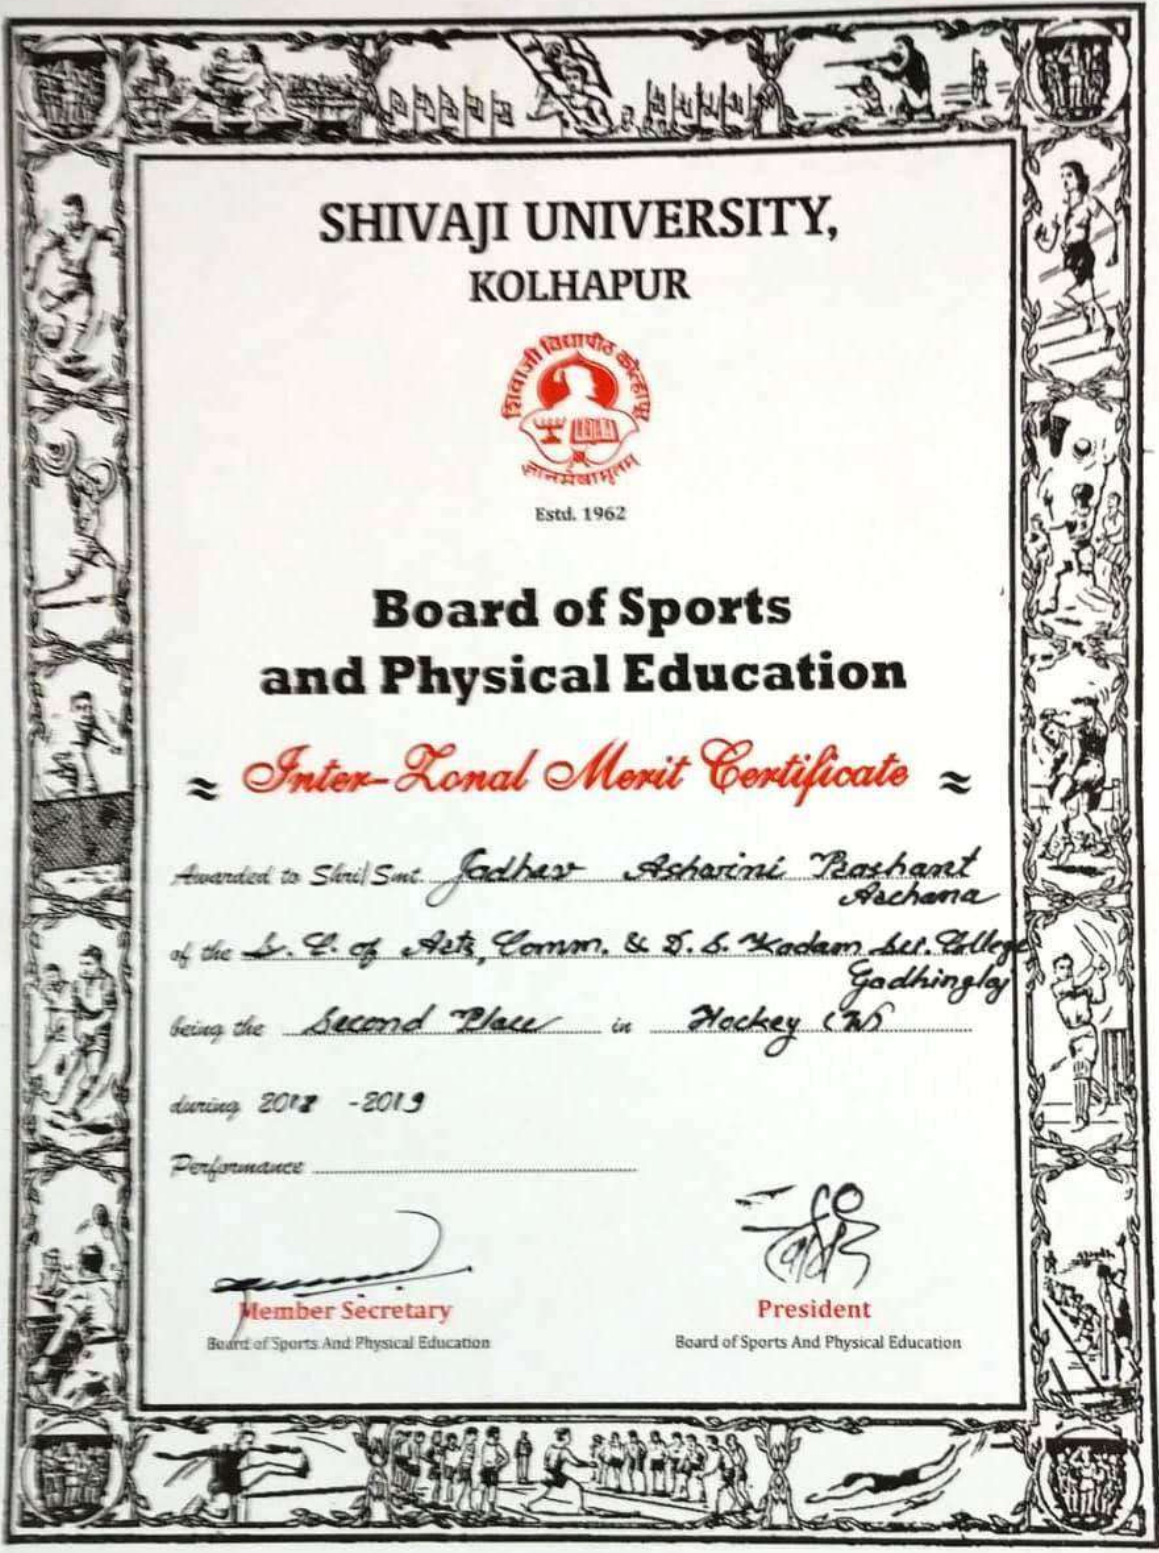 SHIVAJI UNIVERSITY,
KOLHAPUR
शिवाजी विद्यापीठ कोल्हापूर
ज्ञानमेवामृतम्
Estd. 1962
Board of Sports
and Physical Education
≈ Inter-Zonal Merit Certificate ≈
Awarded to Shri/Smt. Jadhav Ashwini Prashant
Archana
of the S. C. of Arts, Comm. & D. S. Kadam Sci. College
Gadhinglaj
being the Second Place in Hockey (W)
during 2018 -2019
Performance
Member Secretary
Board of Sports And Physical Education
President
Board of Sports And Physical Education